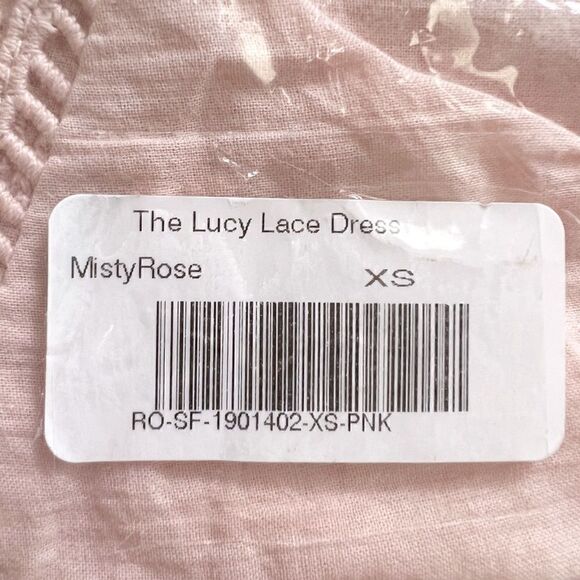 The Lucy Lace Dress
MistyRose
XS
RO-SF-1901402-XS-PNK